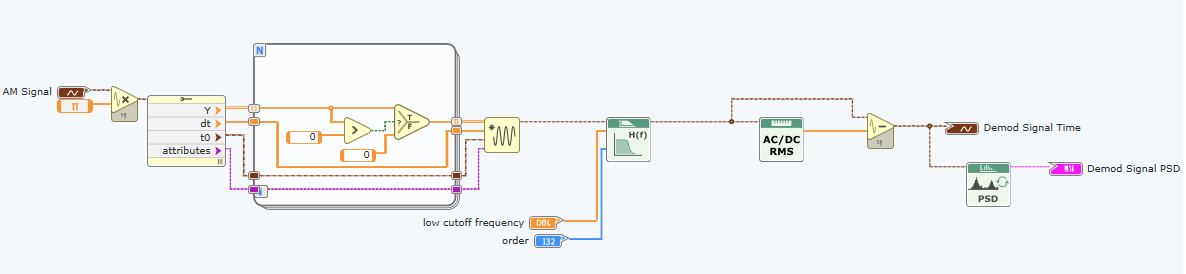 N
AM Signal
π
Y
dt
t0
attributes
0
>
T
?
F
0
H(f)
AC/DC
RMS
Demod Signal Time
Demod Signal PSD
PSD
low cutoff frequency
DBL
order
I32